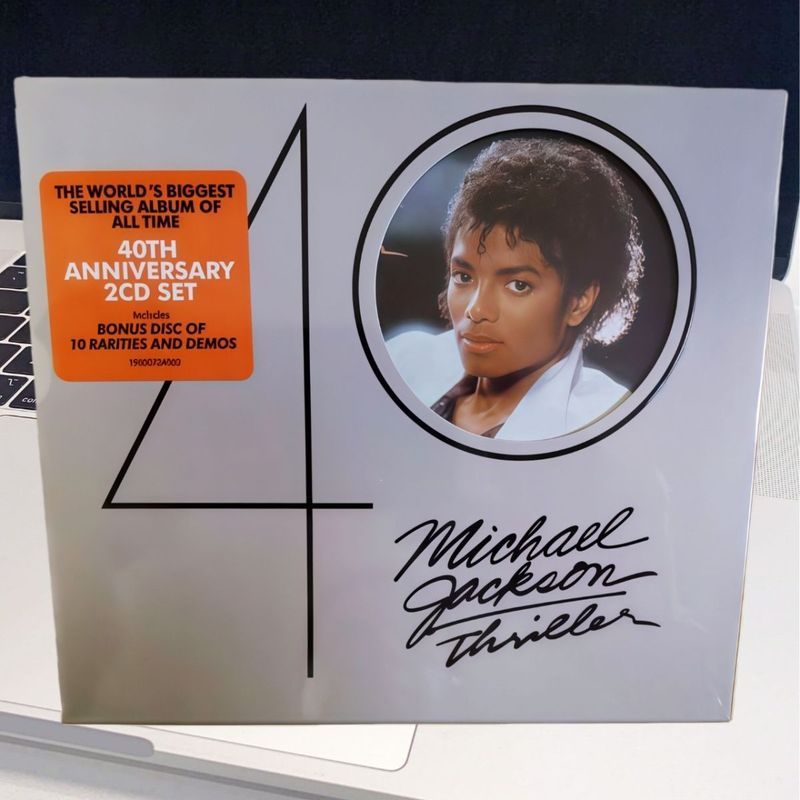 THE WORLD'S BIGGEST
SELLING ALBUM OF
ALL TIME
40TH
ANNIVERSARY
2CD SET
Mcludes
BONUS DISC OF
10 RARITIES AND DEMOS
40
Michael
Jackson
Thriller